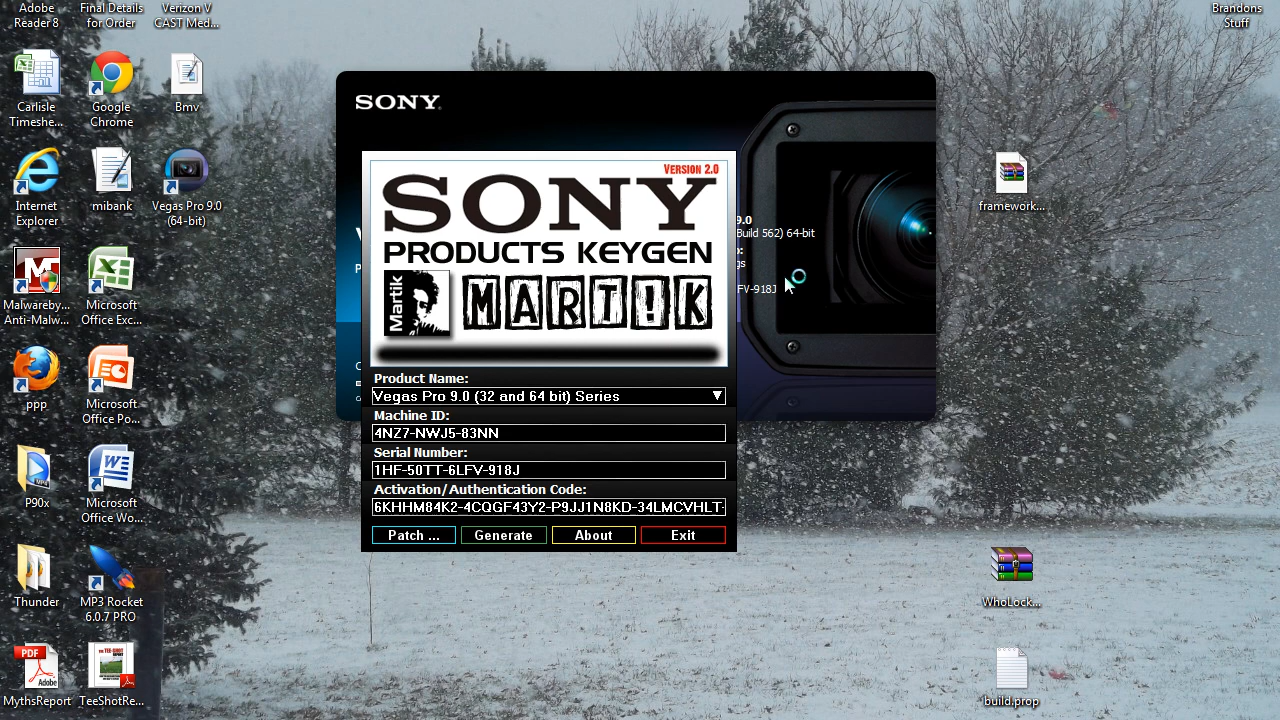 Adobe
Reader 8
Final Details
for Order
Verizon V
CAST Med...
Brandons
Stuff
Carlisle
Timeshe...
Google
Chrome
Bmv
Internet
Explorer
mibank
Vegas Pro 9.0
(64-bit)
framework...
Malwareby...
Anti-Malw...
Microsoft
Office Exc...
ppp
Microsoft
Office Po...
P90x
Microsoft
Office Wo...
Thunder
MP3 Rocket
6.0.7 PRO
WhoLock...
MythsReport
TeeShotRe...
build.prop
SONY
9.0
Build 562) 64-bit
FV-918J
VERSION 2.0
SONY
PRODUCTS KEYGEN
Martik
MART!K
Product Name:
Vegas Pro 9.0 (32 and 64 bit) Series
Machine ID:
4NZ7-NWJ5-83NN
Serial Number:
1HF-50TT-6LFV-918J
Activation/Authentication Code:
6KHHM84K2-4CQGF43Y2-P9JJ1N8KD-34LMCVHLT-
Patch ...
Generate
About
Exit